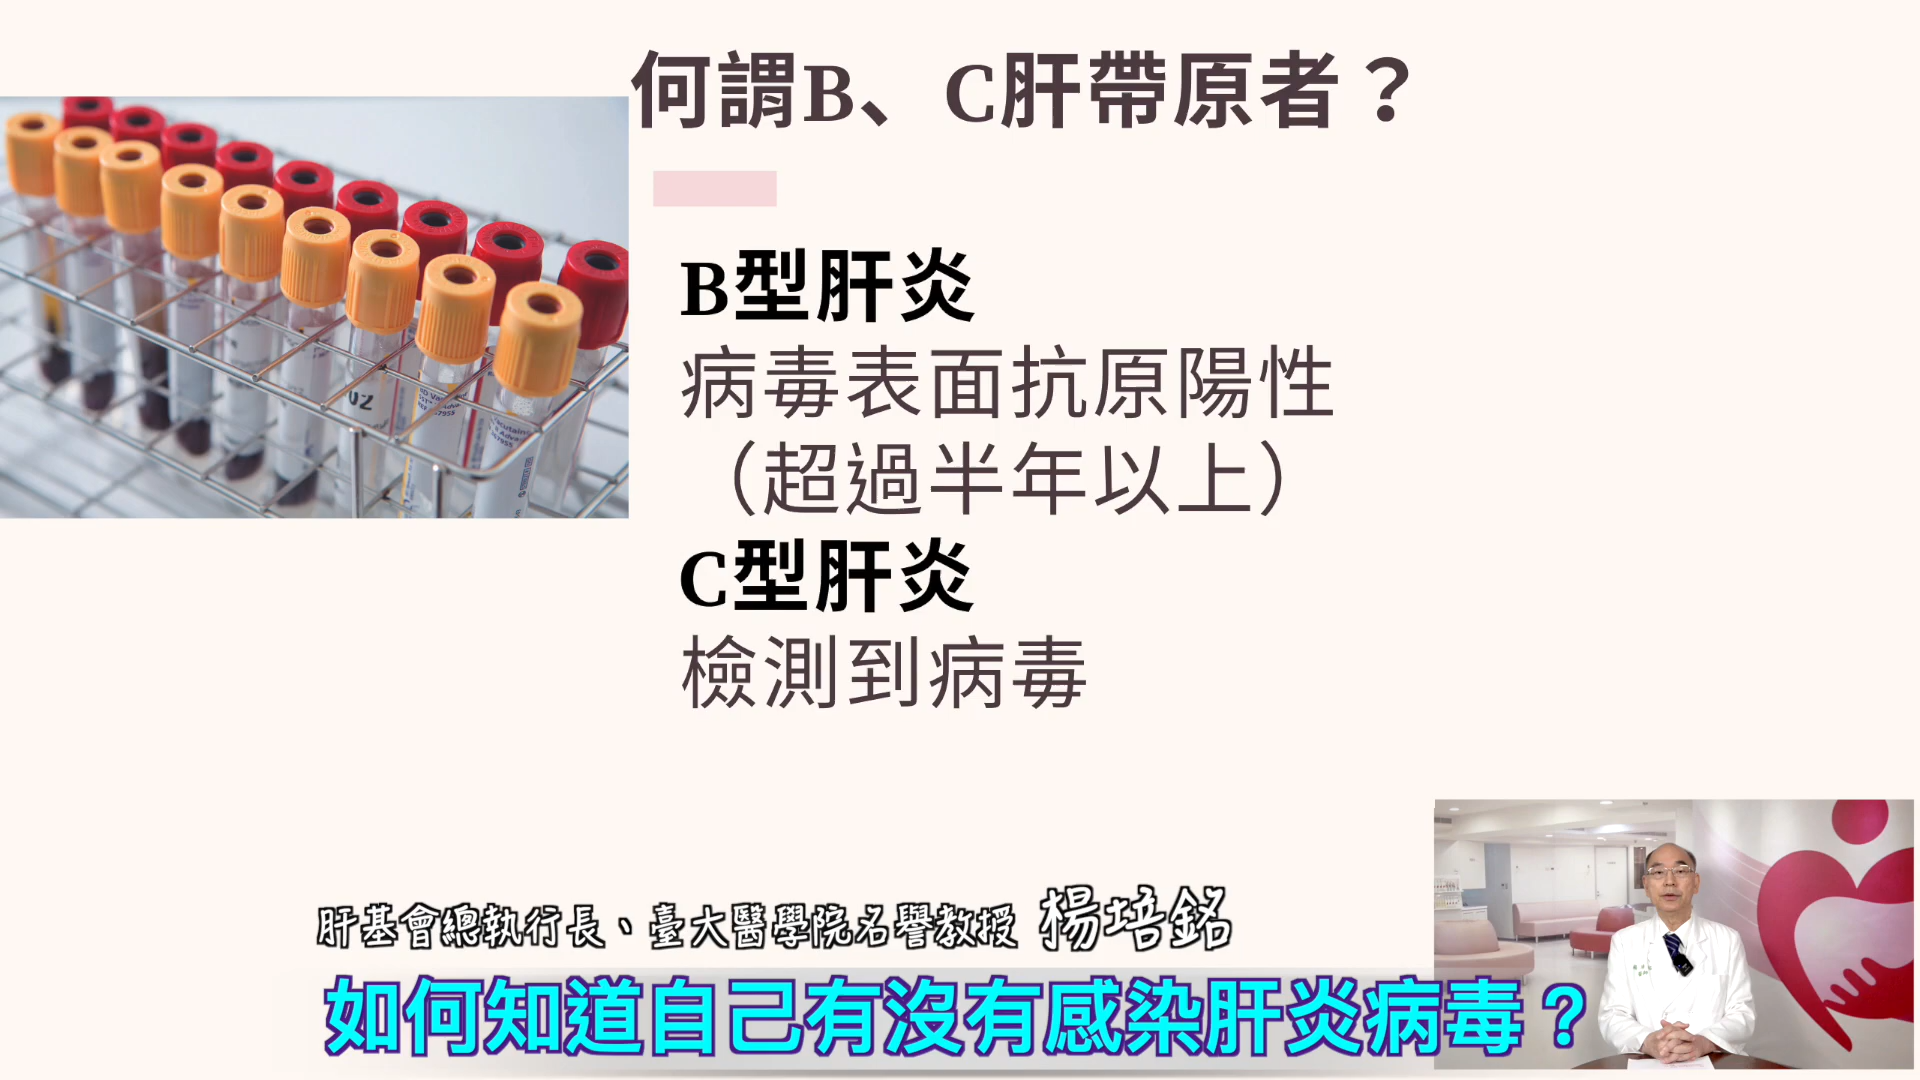 何謂B、C肝帶原者？
B型肝炎
病毒表面抗原陽性
（超過半年以上）
C型肝炎
檢測到病毒
肝基會總執行長、臺大醫學院名譽教授 楊培銘
如何知道自己有沒有感染肝炎病毒？